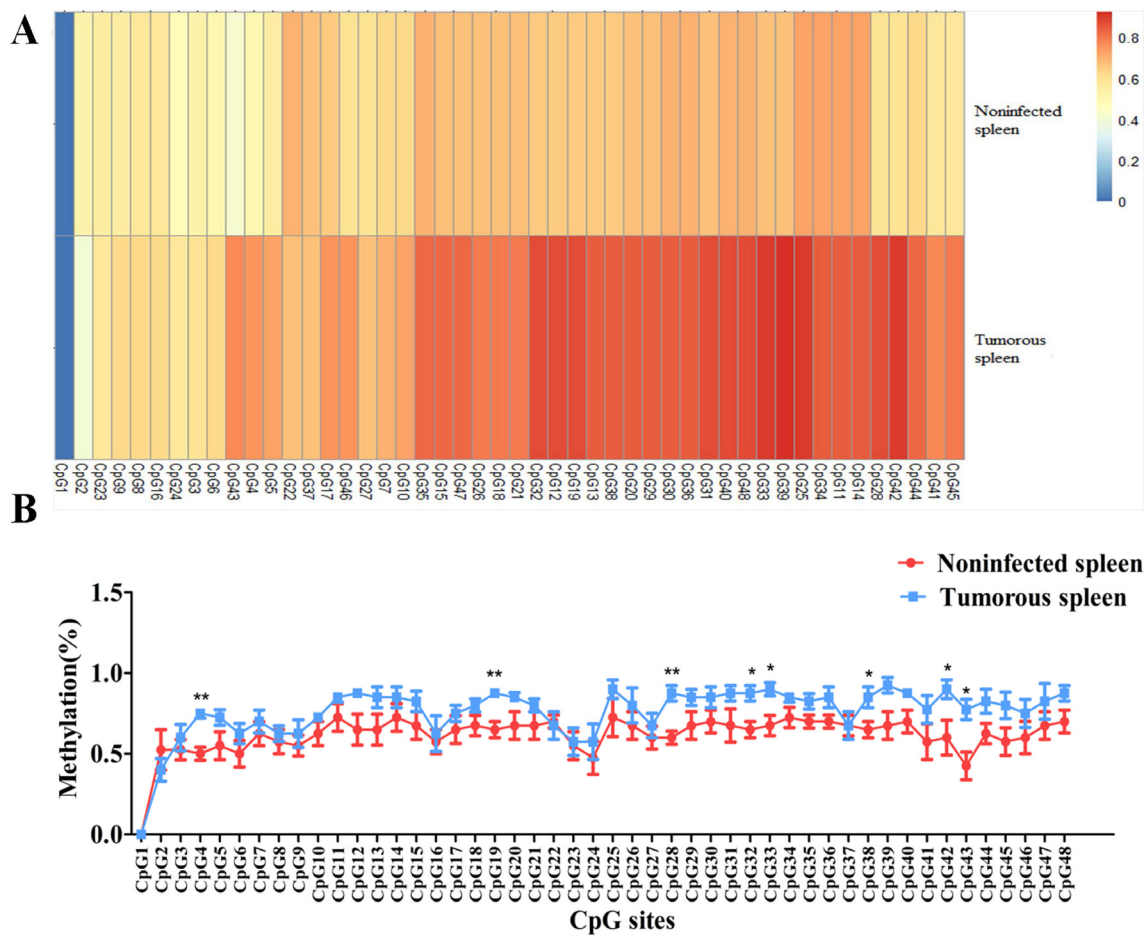 A
0.8
0.6
0.4
0.2
0
Noninfected
spleen
Tumorous
spleen
CpG1
CpG2
CpG23
CpG9
CpG8
CpG16
CpG24
CpG3
CpG6
CpG43
CpG4
CpG5
CpG22
CpG37
CpG17
CpG46
CpG27
CpG7
CpG10
CpG35
CpG15
CpG47
CpG26
CpG18
CpG21
CpG32
CpG12
CpG19
CpG13
CpG38
CpG20
CpG29
CpG30
CpG36
CpG31
CpG40
CpG48
CpG33
CpG39
CpG25
CpG34
CpG11
CpG14
CpG28
CpG42
CpG44
CpG41
CpG45
B
Noninfected spleen
Tumorous spleen
Methylation(%)
1.5
1.0
0.5
0.0
**
**
**
*
*
*
*
*
CpG1
CpG2
CpG3
CpG4
CpG5
CpG6
CpG7
CpG8
CpG9
CpG10
CpG11
CpG12
CpG13
CpG14
CpG15
CpG16
CpG17
CpG18
CpG19
CpG20
CpG21
CpG22
CpG23
CpG24
CpG25
CpG26
CpG27
CpG28
CpG29
CpG30
CpG31
CpG32
CpG33
CpG34
CpG35
CpG36
CpG37
CpG38
CpG39
CpG40
CpG41
CpG42
CpG43
CpG44
CpG45
CpG46
CpG47
CpG48
CpG sites